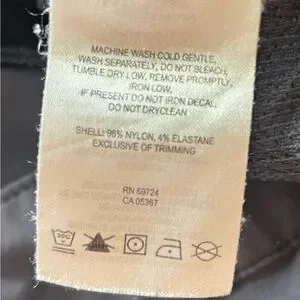 MACHINE WASH COLD GENTLE,
WASH SEPARATELY, DO NOT BLEACH,
TUMBLE DRY LOW, REMOVE PROMPTLY,
IRON LOW,
IF PRESENT DO NOT IRON DECAL,
DO NOT DRYCLEAN
SHELL: 96% NYLON, 4% ELASTANE
EXCLUSIVE OF TRIMMING
RN 69724
CA 05367
30°C